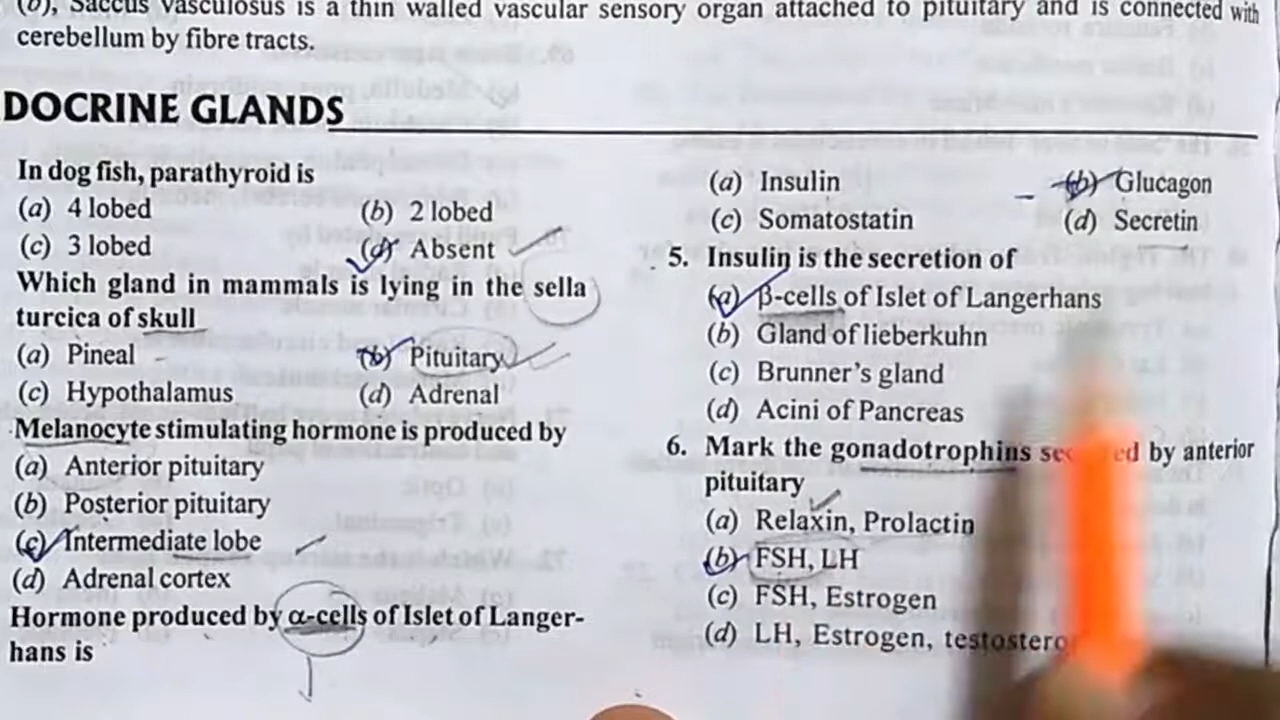 (b), Saccus vasculosus is a thin walled vascular sensory organ attached to pituitary and is connected with
cerebellum by fibre tracts.
DOCRINE GLANDS
In dog fish, parathyroid is
(a) 4 lobed (b) 2 lobed
(c) 3 lobed (d) Absent
Which gland in mammals is lying in the sella
turcica of skull
(a) Pineal (b) Pituitary
(c) Hypothalamus (d) Adrenal
Melanocyte stimulating hormone is produced by
(a) Anterior pituitary
(b) Posterior pituitary
(c) Intermediate lobe
(d) Adrenal cortex
Hormone produced by α-cells of Islet of Langer-
hans is
(a) Insulin (b) Glucagon
(c) Somatostatin (d) Secretin
5. Insulin is the secretion of
(a) β-cells of Islet of Langerhans
(b) Gland of lieberkuhn
(c) Brunner's gland
(d) Acini of Pancreas
6. Mark the gonadotrophins by anterior
pituitary
(a) Relaxin, Prolactin
(b) FSH, LH
(c) FSH, Estrogen
(d) LH, Estrogen,